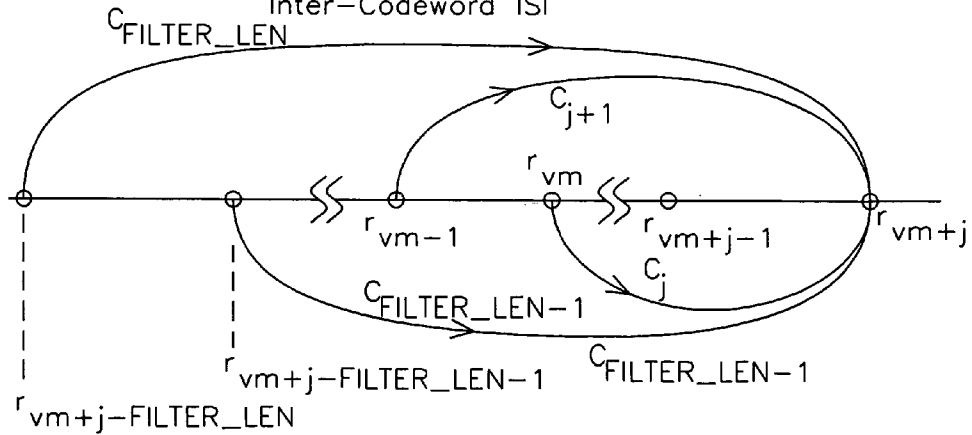 Inter-Codeword ISI
C_FILTER_LEN
C_j+1
r_vm
r_vm-1
r_vm+j-1
r_vm+j
C_j
C_FILTER_LEN-1
r_vm+j-FILTER_LEN-1
C_FILTER_LEN-1
r_vm+j-FILTER_LEN